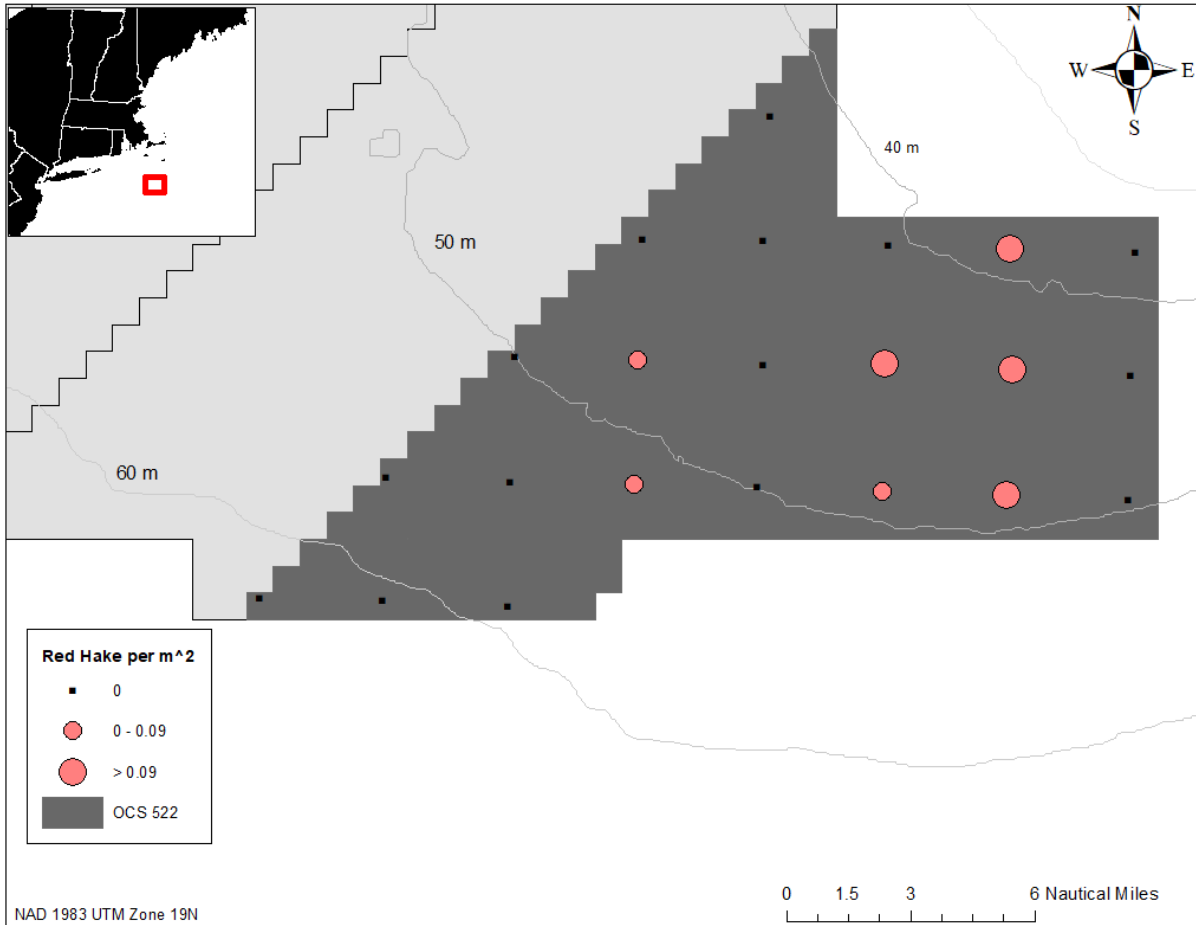 N
W E
S
40 m
50 m
60 m
Red Hake per m^2
0
0 - 0.09
> 0.09
OCS 522
0 1.5 3 6 Nautical Miles
NAD 1983 UTM Zone 19N